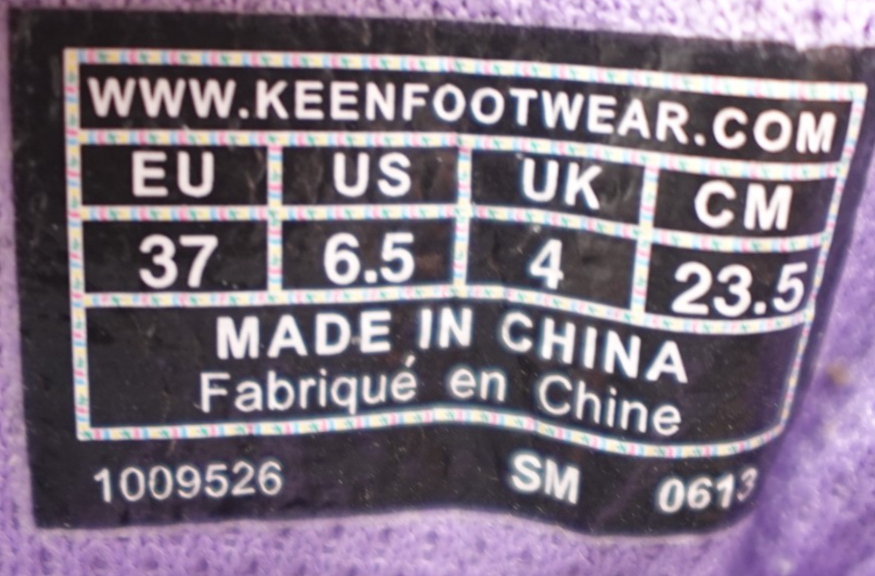 WWW.KEENFOOTWEAR.COM
EU US UK CM
37 6.5 4 23.5
MADE IN CHINA
Fabriqué en Chine
1009526 SM 0613